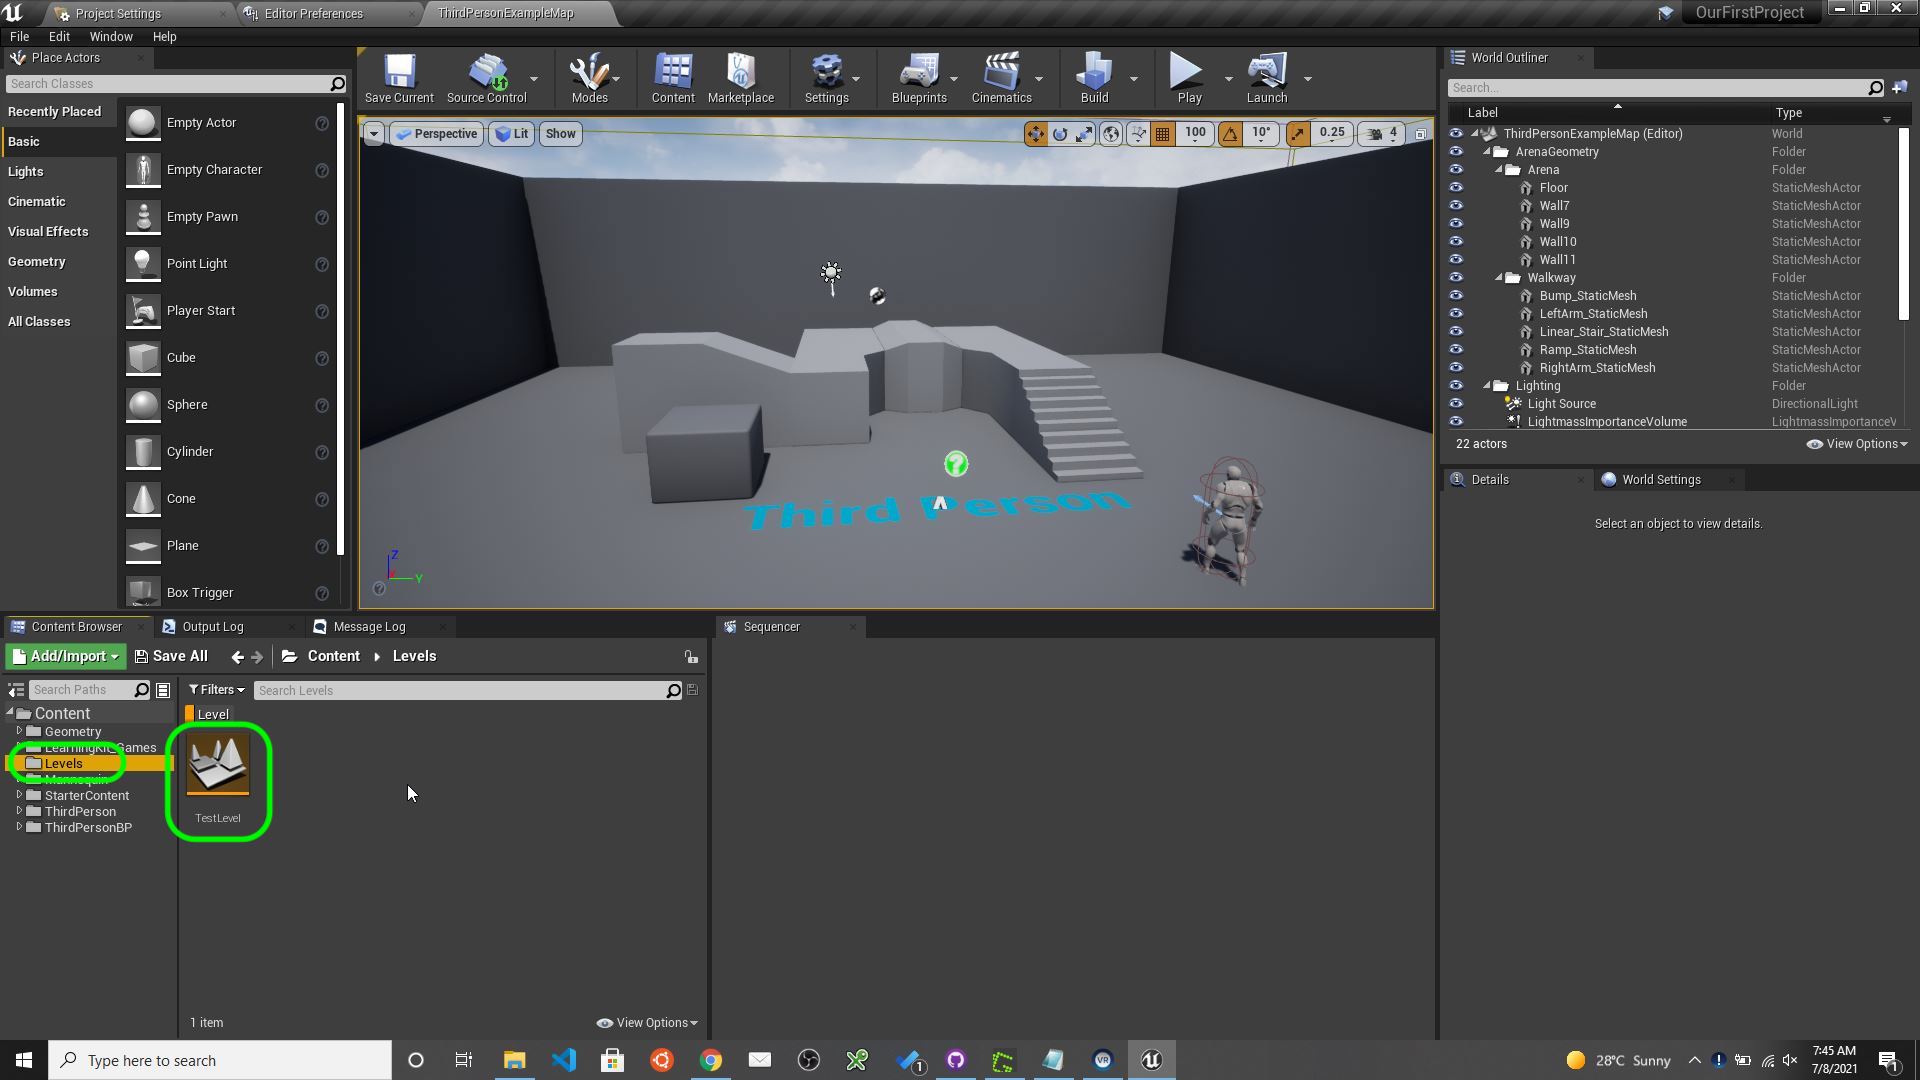 Project Settings
Editor Preferences
ThirdPersonExampleMap
OurFirstProject
File Edit Window Help
Place Actors
Search Classes
Recently Placed
Basic
Lights
Cinematic
Visual Effects
Geometry
Volumes
All Classes
Empty Actor
Empty Character
Empty Pawn
Point Light
Player Start
Cube
Sphere
Cylinder
Cone
Plane
Box Trigger
Save Current
Source Control
Modes
Content
Marketplace
Settings
Blueprints
Cinematics
Build
Play
Launch
Perspective Lit Show 100 10° 0.25 4
Third Person
Z
Y
World Outliner
Search...
Label Type
ThirdPersonExampleMap (Editor) World
ArenaGeometry Folder
Arena Folder
Floor StaticMeshActor
Wall7 StaticMeshActor
Wall9 StaticMeshActor
Wall10 StaticMeshActor
Wall11 StaticMeshActor
Walkway Folder
Bump_StaticMesh StaticMeshActor
LeftArm_StaticMesh StaticMeshActor
Linear_Stair_StaticMesh StaticMeshActor
Ramp_StaticMesh StaticMeshActor
RightArm_StaticMesh StaticMeshActor
Lighting Folder
Light Source DirectionalLight
LightmassImportanceVolume LightmassImportanceV
22 actors View Options
Details World Settings
Select an object to view details.
Content Browser Output Log Message Log
Sequencer
Add/Import Save All Content Levels
Search Paths
Filters Search Levels
Level
Content
Geometry
LearningKit_Games
Levels
Mannequin
StarterContent
ThirdPerson
ThirdPersonBP
TestLevel
1 item View Options
Type here to search
1
VR
28°C Sunny
7:45 AM
7/8/2021
1